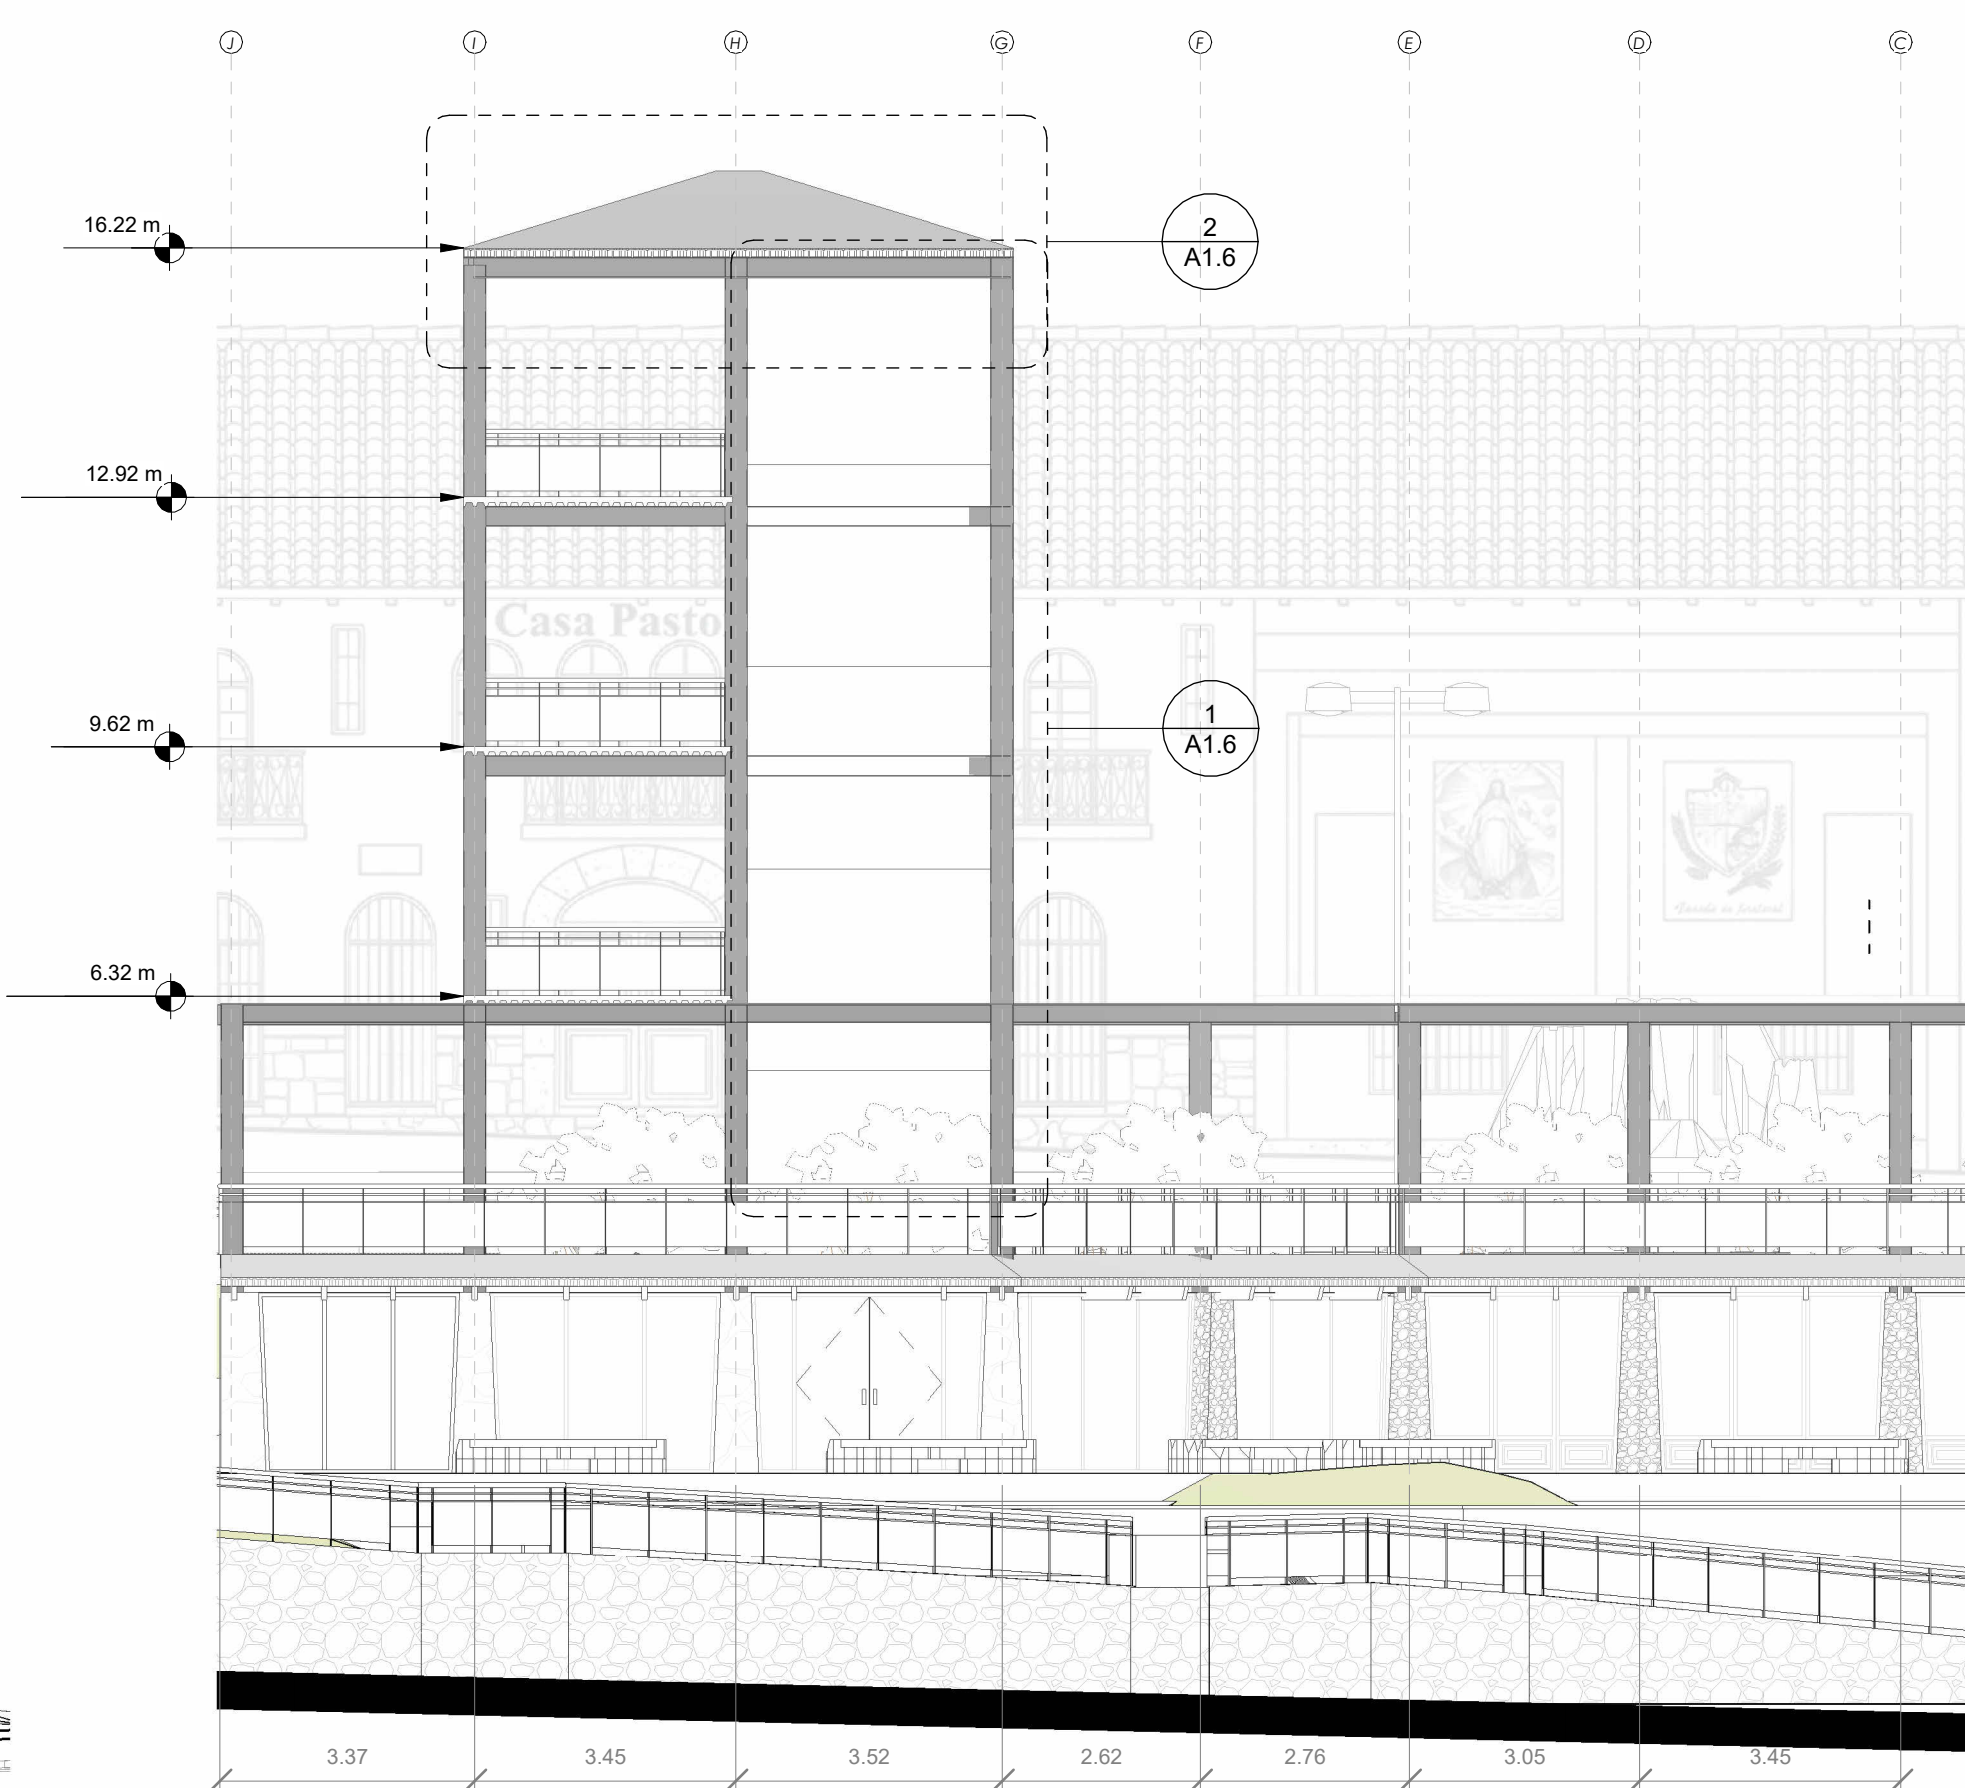 J I H G F E D C
16.22 m
2
A1.6
12.92 m
Casa Pasto
9.62 m
1
A1.6
6.32 m
3.37 3.45 3.52 2.62 2.76 3.05 3.45